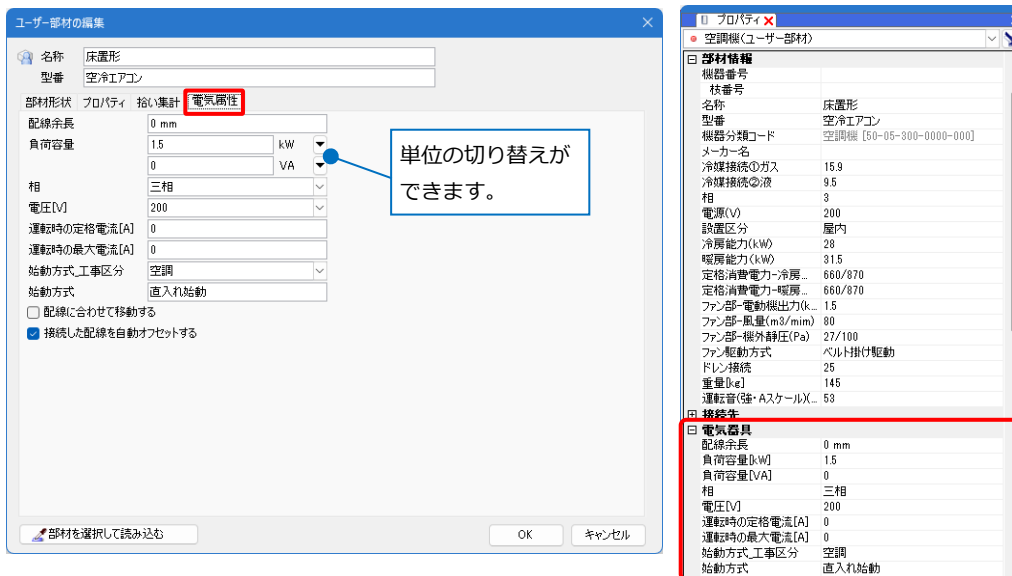 ユーザー部材の編集
名称 床置形
型番 空冷エアコン
部材形状 プロパティ 拾い集計 電気属性
配線余長 0 mm
負荷容量 1.5 kW
0 VA
相 三相
電圧[V] 200
運転時の定格電流[A] 0
運転時の最大電流[A] 0
始動方式_工事区分 空調
始動方式 直入れ始動
配線に合わせて移動する
接続した配線を自動オフセットする
部材を選択して読み込む OK キャンセル
単位の切り替えが
できます。
プロパティ
空調機(ユーザー部材)
部材情報
機器番号
枝番号
名称 床置形
型番 空冷エアコン
機器分類コード 空調機 [50-05-300-0000-000]
メーカー名
冷媒接続①ガス 15.9
冷媒接続②液 9.5
相 3
電源(V) 200
設置区分 屋内
冷房能力(kW) 28
暖房能力(kW) 31.5
定格消費電力-冷房... 660/870
定格消費電力-暖房... 660/870
ファン部-電動機出力(k... 1.5
ファン部-風量(m3/mim) 80
ファン部-機外静圧(Pa) 27/100
ファン駆動方式 ベルト掛け駆動
ドレン接続 25
重量[kg] 145
運転音(強・Aスケール)(... 53
接続先
電気器具
配線余長 0 mm
負荷容量[kW] 1.5
負荷容量[VA] 0
相 三相
電圧[V] 200
運転時の定格電流[A] 0
運転時の最大電流[A] 0
始動方式_工事区分 空調
始動方式 直入れ始動